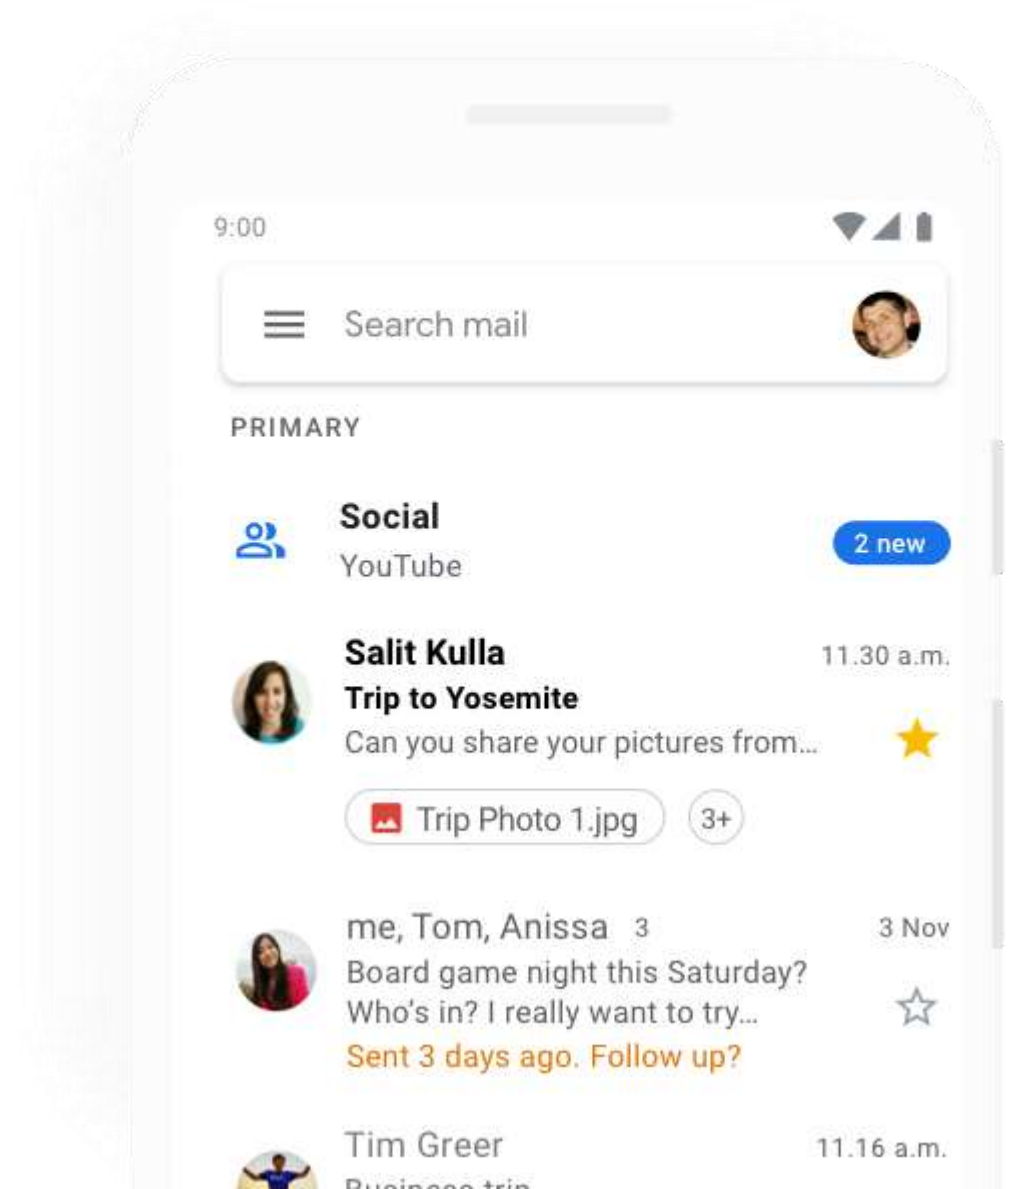 9:00
Search mail
PRIMARY
Social
YouTube
2 new
Salit Kulla
11.30 a.m.
Trip to Yosemite
Can you share your pictures from...
Trip Photo 1.jpg
3+
me, Tom, Anissa 3
3 Nov
Board game night this Saturday?
Who's in? I really want to try...
Sent 3 days ago. Follow up?
Tim Greer
11.16 a.m.
Business trip